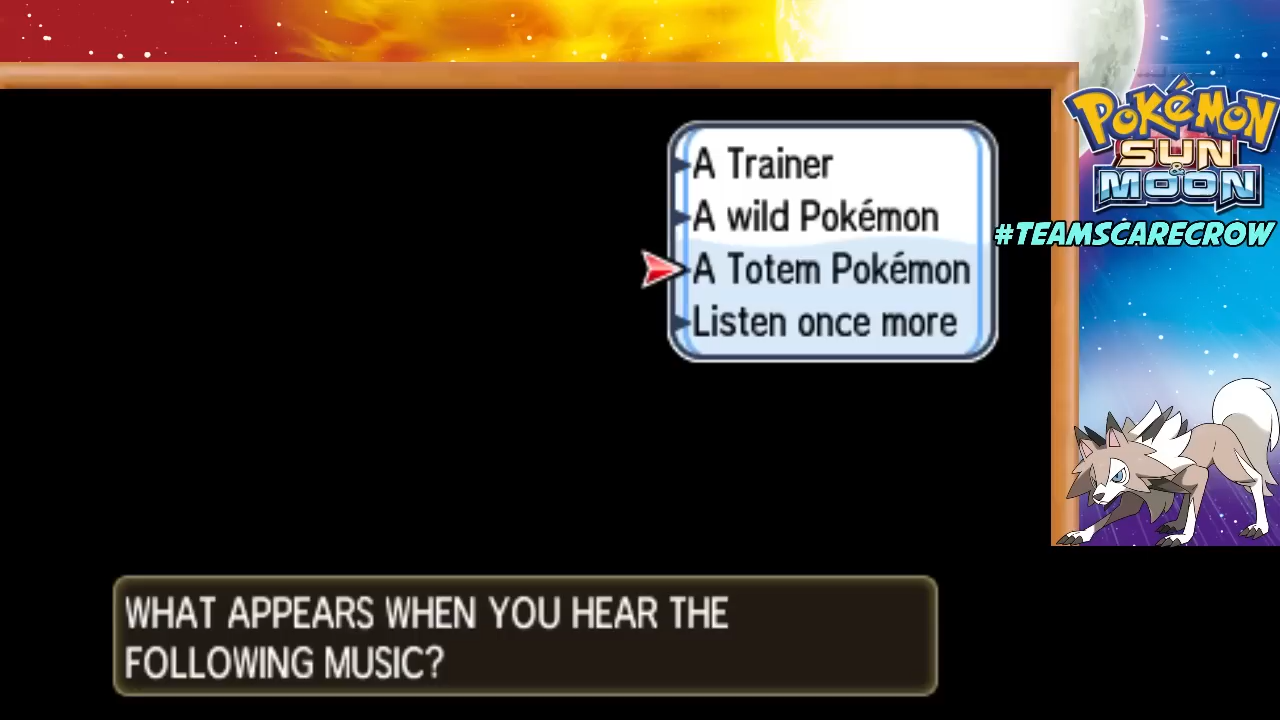 A Trainer
A wild Pokémon
A Totem Pokémon
Listen once more
POKéMON
SUN
&
MOON
#TEAMSCARECROW
WHAT APPEARS WHEN YOU HEAR THE
FOLLOWING MUSIC?